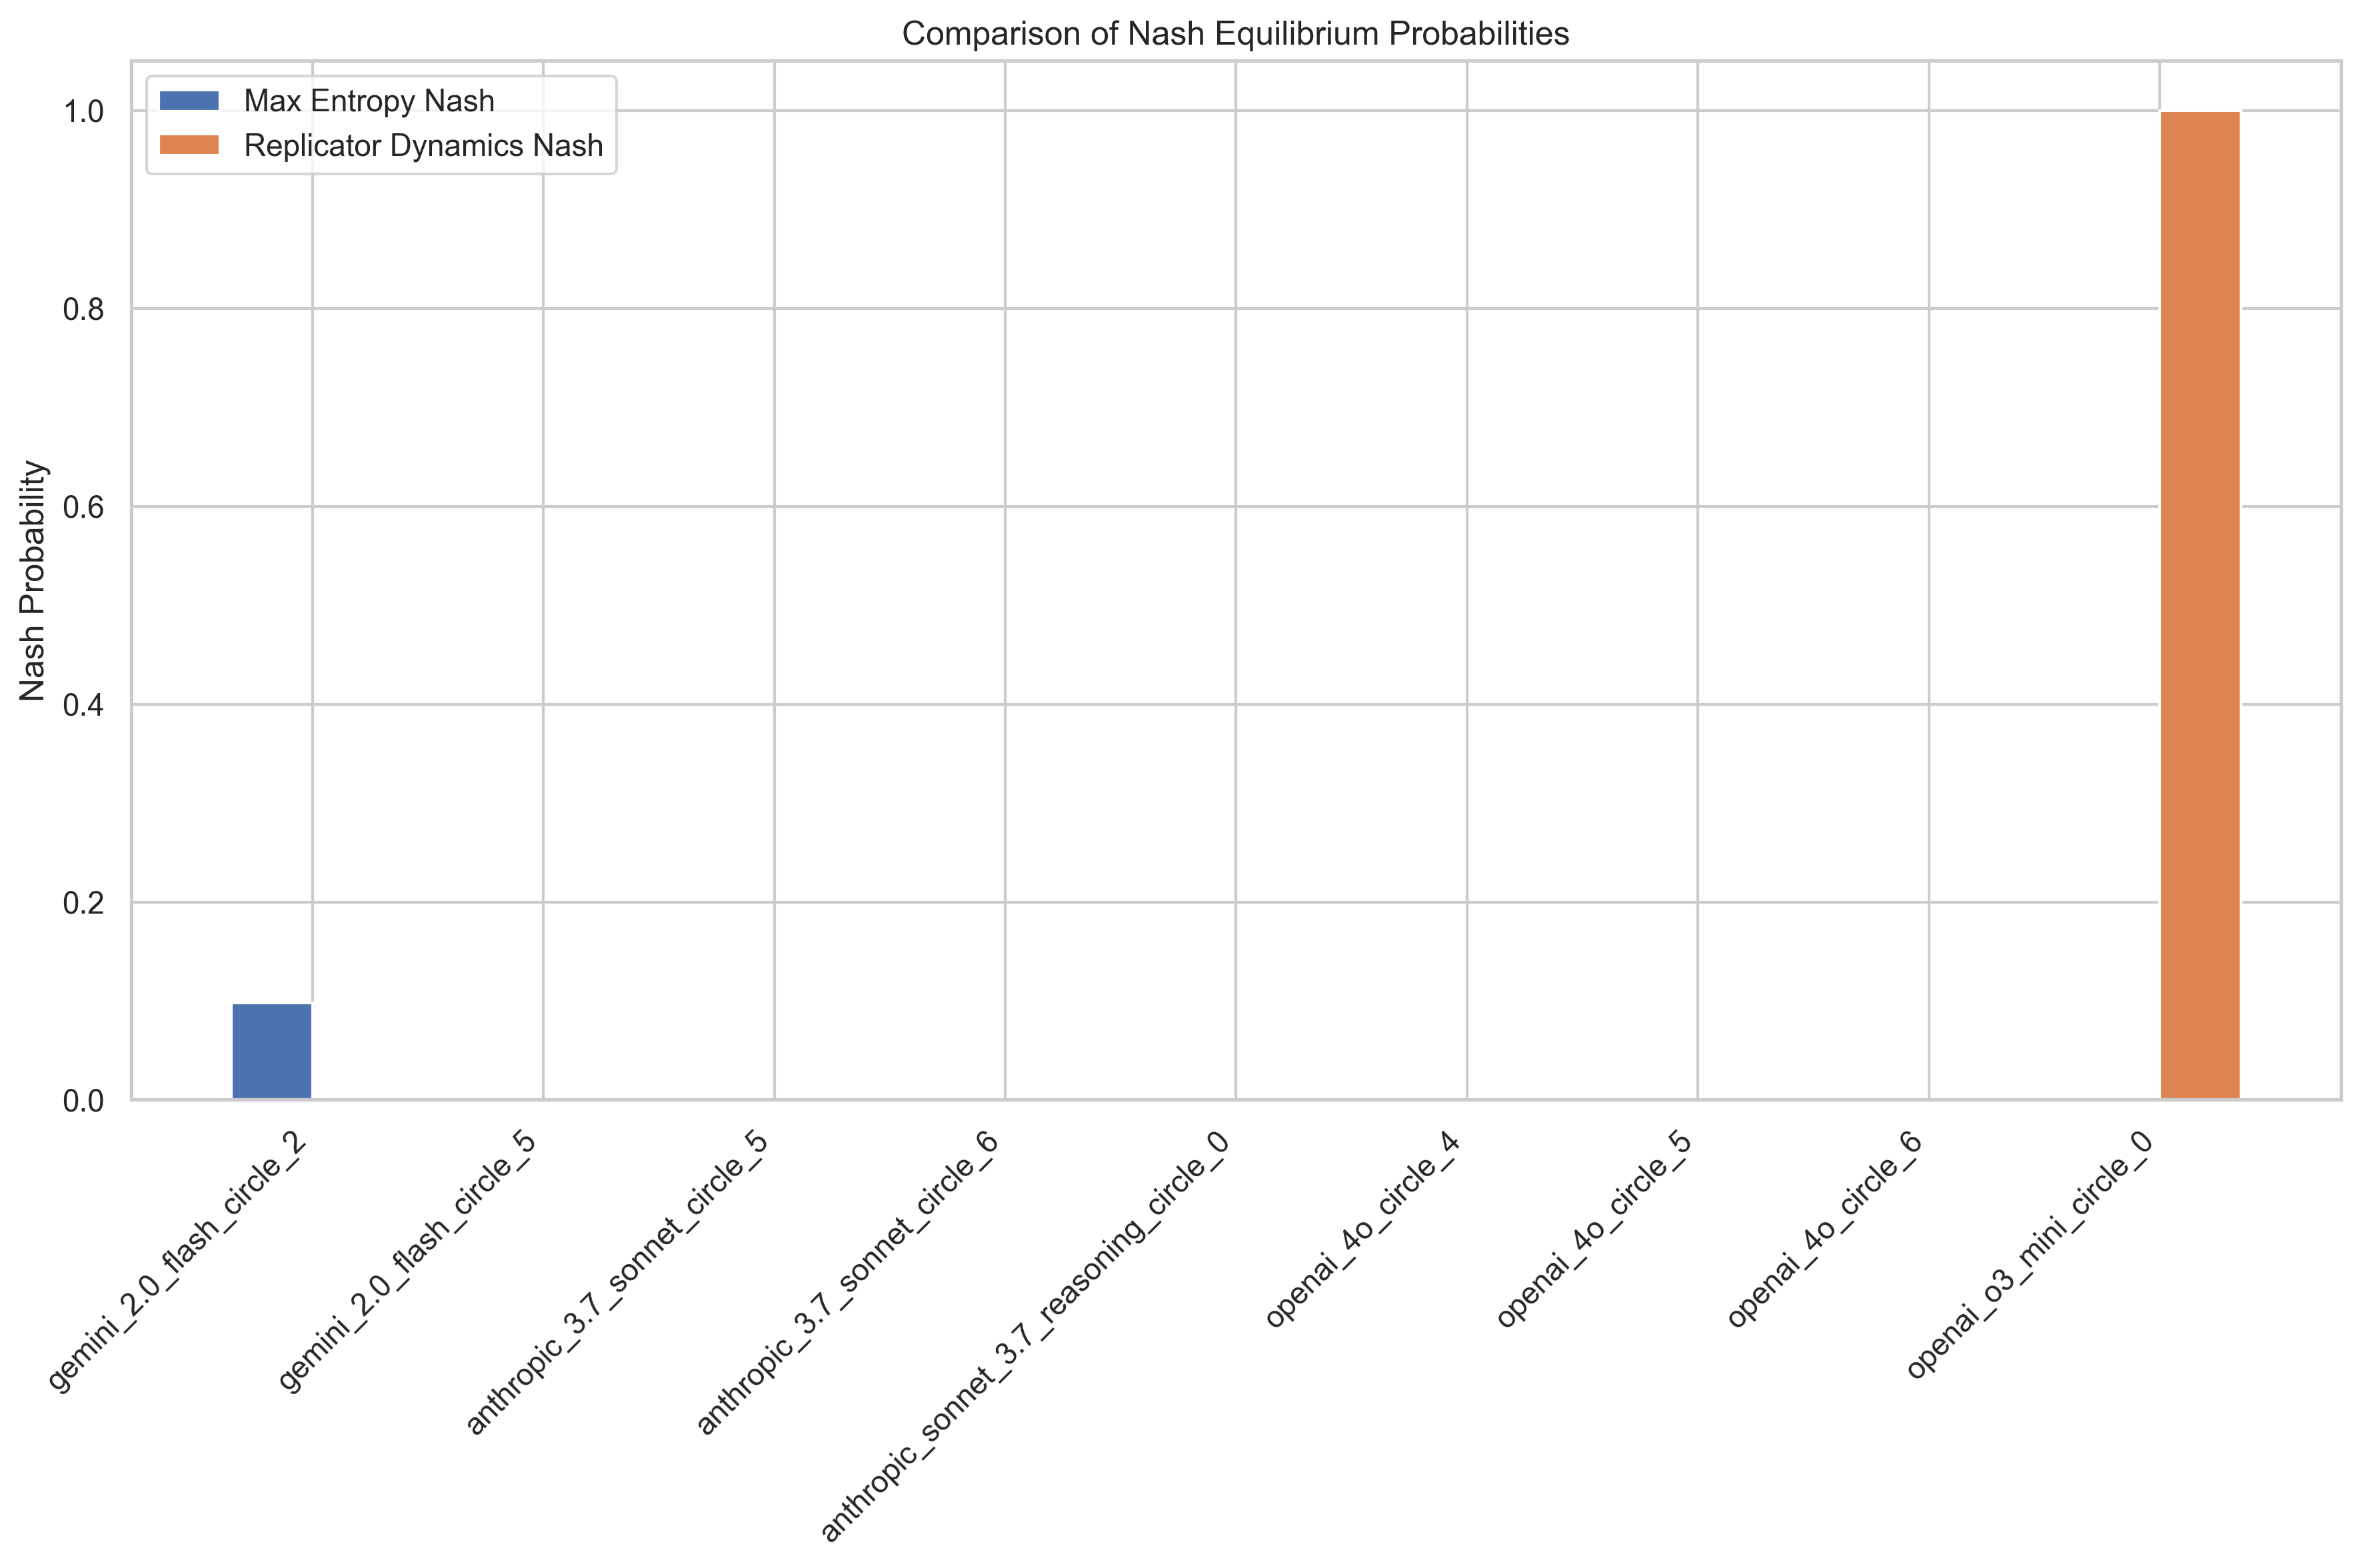 Comparison of Nash Equilibrium Probabilities
Max Entropy Nash
Replicator Dynamics Nash
Nash Probability
1.0
0.8
0.6
0.4
0.2
0.0
gemini_2.0_flash_circle_2
gemini_2.0_flash_circle_5
anthropic_3.7_sonnet_circle_5
anthropic_3.7_sonnet_circle_6
anthropic_sonnet_3.7_reasoning_circle_0
openai_4o_circle_4
openai_4o_circle_5
openai_4o_circle_6
openai_o3_mini_circle_0